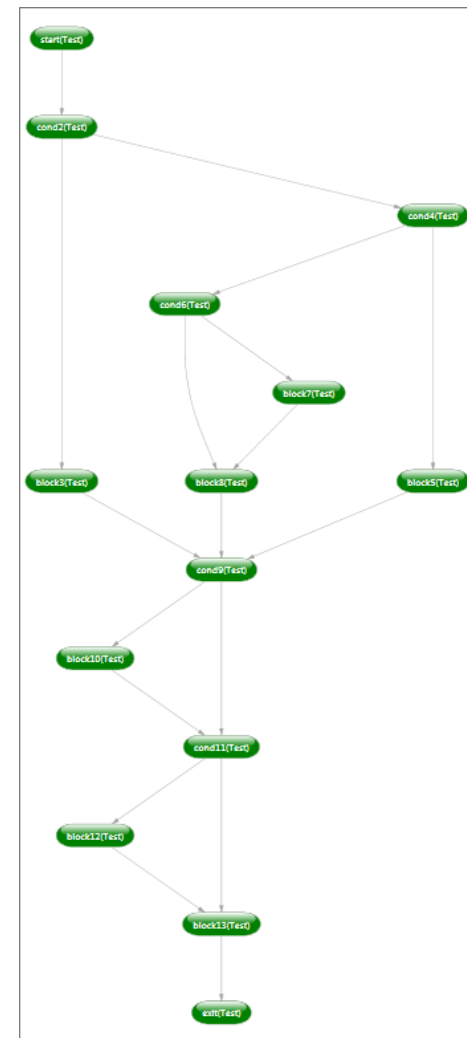 start(Test)
cond2(Test)
cond4(Test)
cond6(Test)
block7(Test)
block3(Test)
block8(Test)
block5(Test)
cond9(Test)
block10(Test)
cond11(Test)
block12(Test)
block13(Test)
exit(Test)